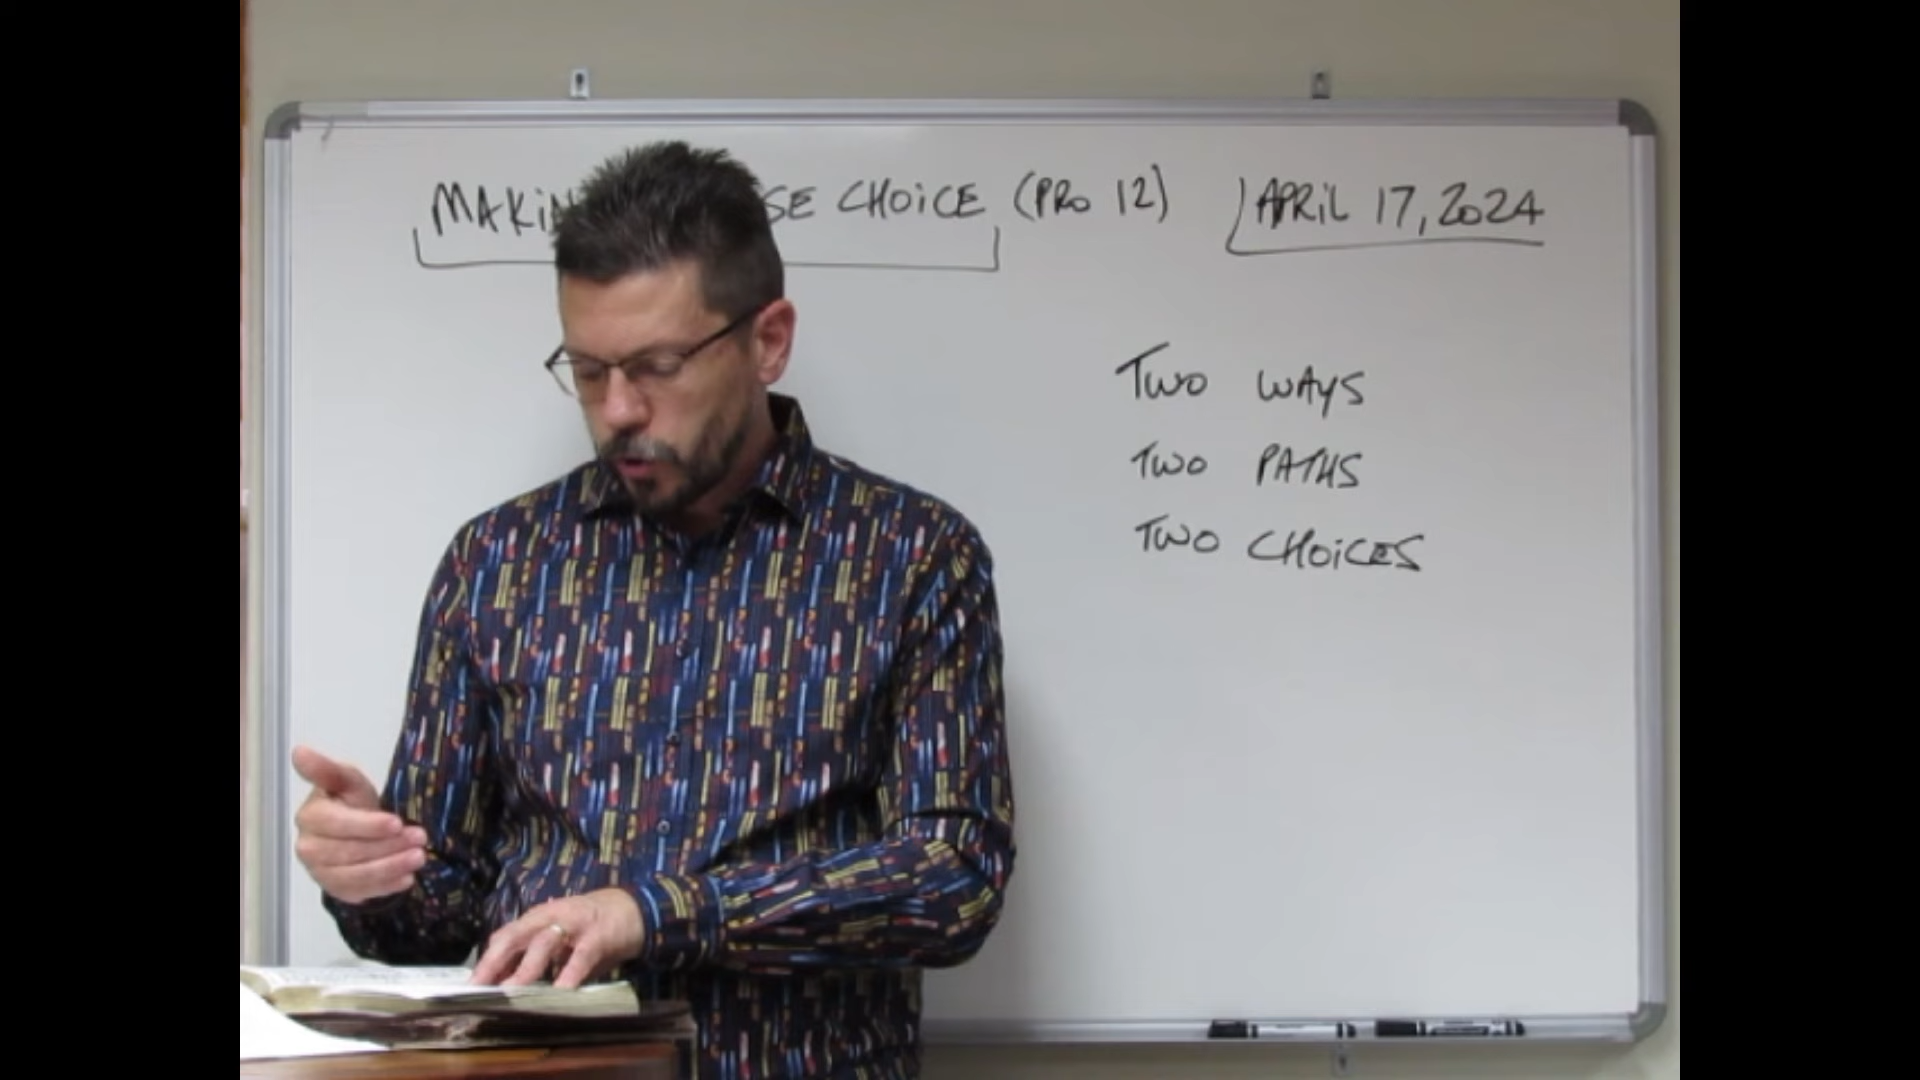 MAKIN SE CHOICE (PRO 12) APRIL 17, 2024
TWO WAYS
TWO PATHS
TWO CHOICES